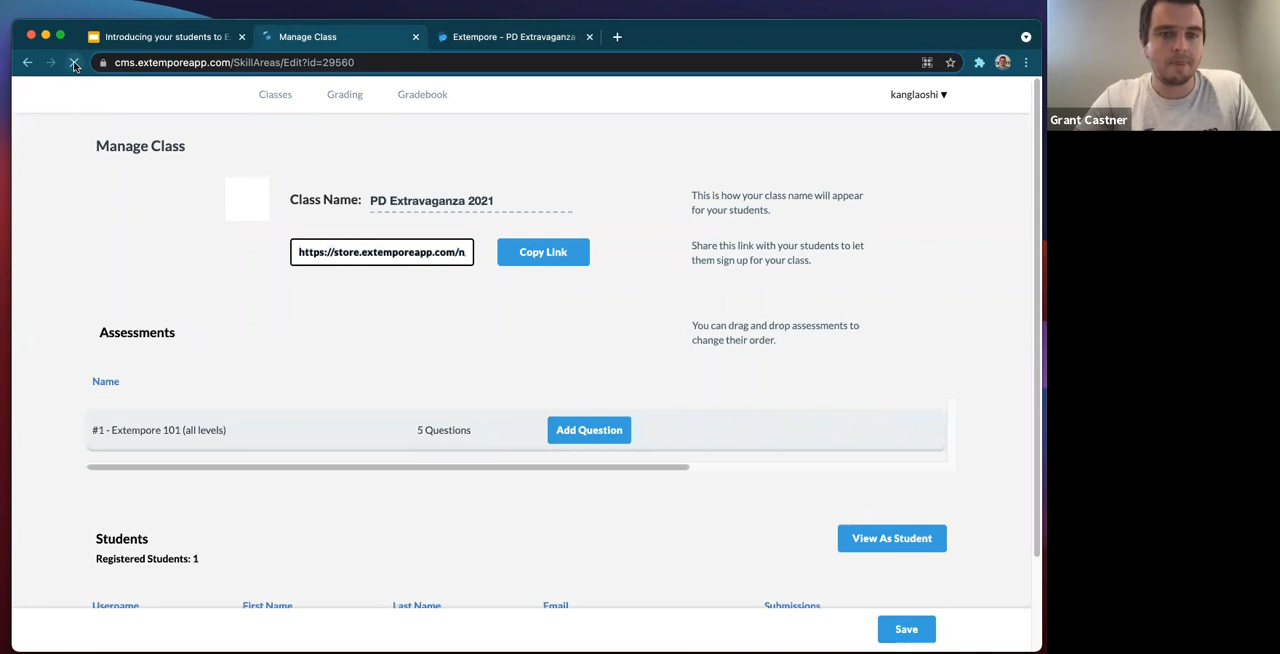 Introducing your students to E
Manage Class
Extempore - PD Extravaganza
cms.extemporeapp.com/SkillAreas/Edit?id=29560
Classes
Grading
Gradebook
kanglaoshi ▼
Grant Castner
Manage Class
Class Name:
PD Extravaganza 2021
This is how your class name will appear
for your students.
https://store.extemporeapp.com/n
Copy Link
Share this link with your students to let
them sign up for your class.
Assessments
You can drag and drop assessments to
change their order.
Name
#1 - Extempore 101 (all levels)
5 Questions
Add Question
Students
View As Student
Registered Students: 1
Username
First Name
Last Name
Email
Submissions
Save